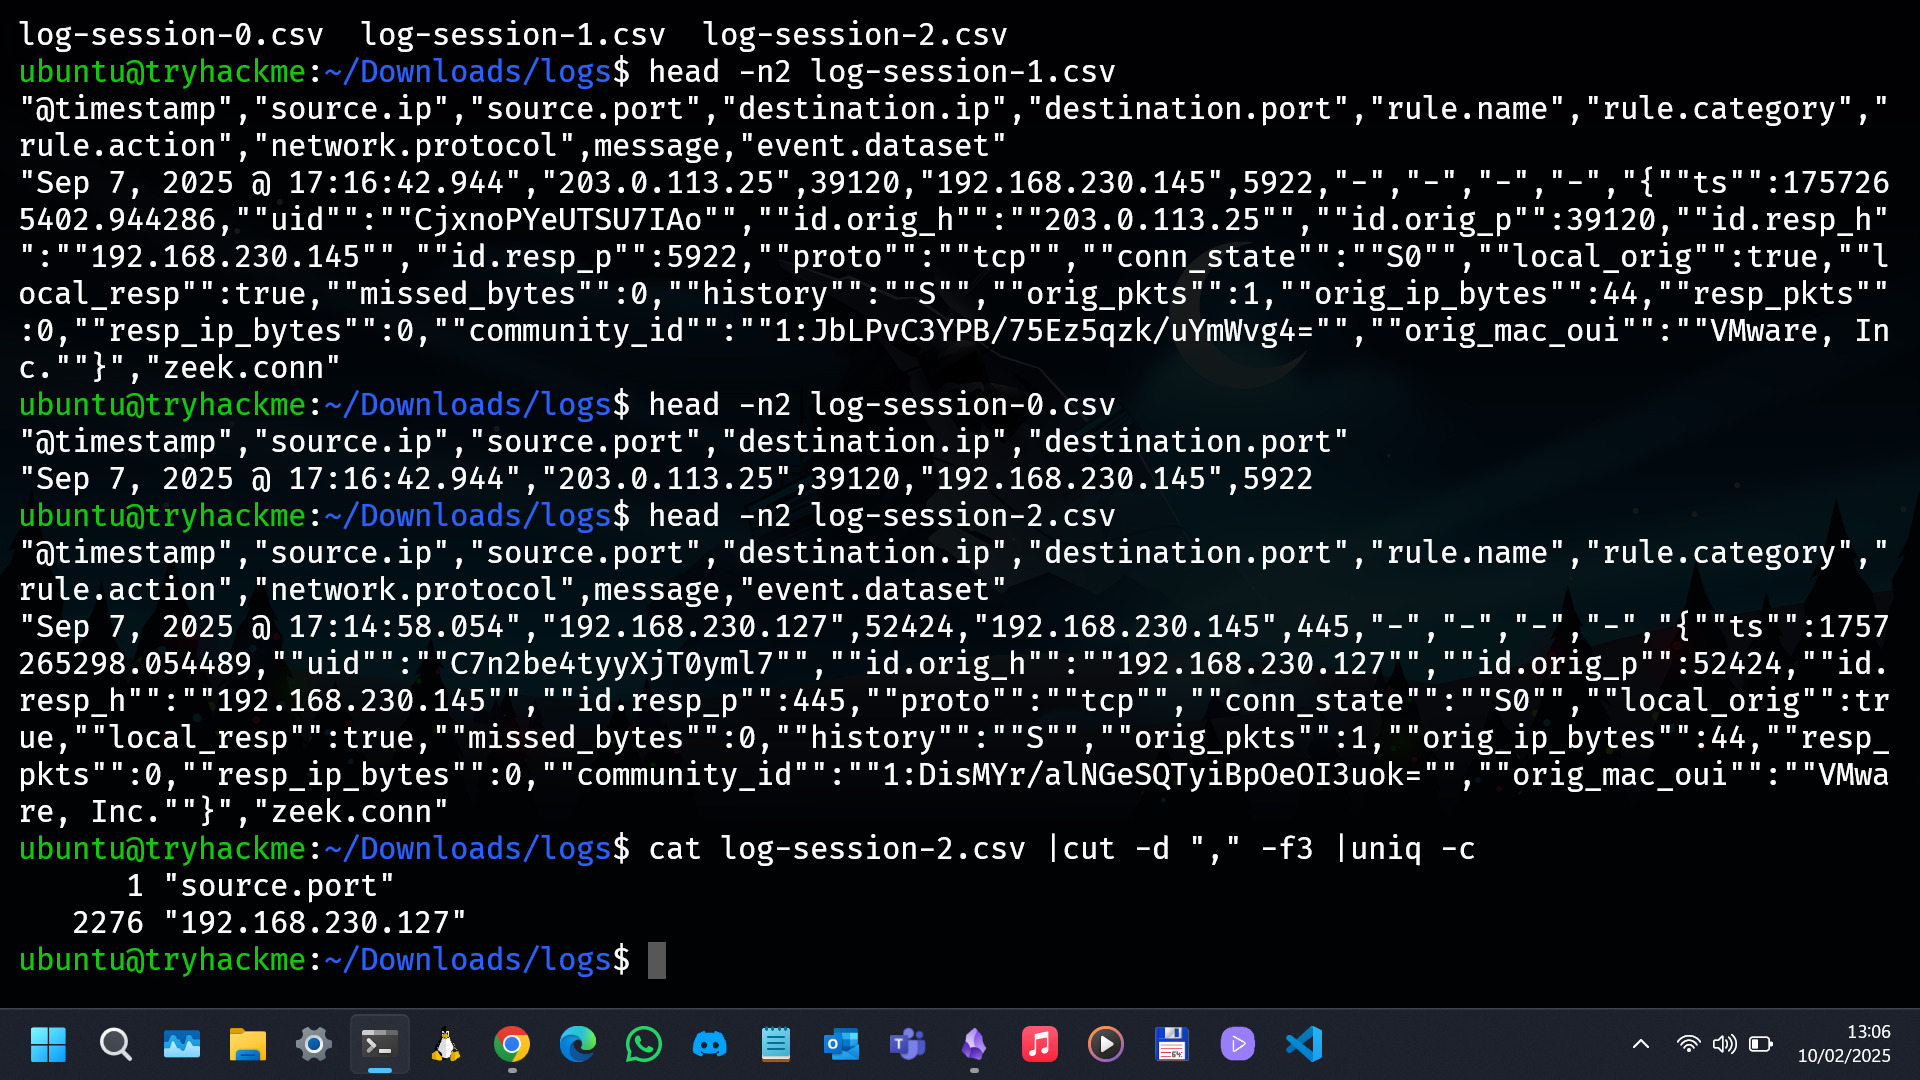 log-session-0.csv  log-session-1.csv  log-session-2.csv
ubuntu@tryhackme:~/Downloads/logs$ head -n2 log-session-1.csv
"@timestamp","source.ip","source.port","destination.ip","destination.port","rule.name","rule.category","
rule.action","network.protocol",message,"event.dataset"
"Sep 7, 2025 @ 17:16:42.944","203.0.113.25",39120,"192.168.230.145",5922,"-","-","-","-","{""ts"":175726
5402.944286,""uid"":""CjxnoPYeUTSU7IAo"",""id.orig_h"":""203.0.113.25"",""id.orig_p"":39120,""id.resp_h"
":""192.168.230.145"",""id.resp_p"":5922,""proto"":""tcp"",""conn_state"":""S0"",""local_orig"":true,""l
ocal_resp"":true,""missed_bytes"":0,""history"":""S"",""orig_pkts"":1,""orig_ip_bytes"":44,""resp_pkts""
:0,""resp_ip_bytes"":0,""community_id"":""1:JbLPvC3YPB/75Ez5qzk/uYmWvg4="",""orig_mac_oui"":""VMware, In
c.""}","zeek.conn"
ubuntu@tryhackme:~/Downloads/logs$ head -n2 log-session-0.csv
"@timestamp","source.ip","source.port","destination.ip","destination.port"
"Sep 7, 2025 @ 17:16:42.944","203.0.113.25",39120,"192.168.230.145",5922
ubuntu@tryhackme:~/Downloads/logs$ head -n2 log-session-2.csv
"@timestamp","source.ip","source.port","destination.ip","destination.port","rule.name","rule.category","
rule.action","network.protocol",message,"event.dataset"
"Sep 7, 2025 @ 17:14:58.054","192.168.230.127",52424,"192.168.230.145",445,"-","-","-","-","{""ts"":1757
265298.054489,""uid"":""C7n2be4tyyXjT0yml7"",""id.orig_h"":""192.168.230.127"",""id.orig_p"":52424,""id.
resp_h"":""192.168.230.145"",""id.resp_p"":445,""proto"":""tcp"",""conn_state"":""S0"",""local_orig"":tr
ue,""local_resp"":true,""missed_bytes"":0,""history"":""S"",""orig_pkts"":1,""orig_ip_bytes"":44,""resp_
pkts"":0,""resp_ip_bytes"":0,""community_id"":""1:DisMYr/alNGeSQTyiBpOeOI3uok="",""orig_mac_oui"":""VMwa
re, Inc.""}","zeek.conn"
ubuntu@tryhackme:~/Downloads/logs$ cat log-session-2.csv |cut -d "," -f3 |uniq -c
      1 "source.port"
   2276 "192.168.230.127"
ubuntu@tryhackme:~/Downloads/logs$
13:06
10/02/2025